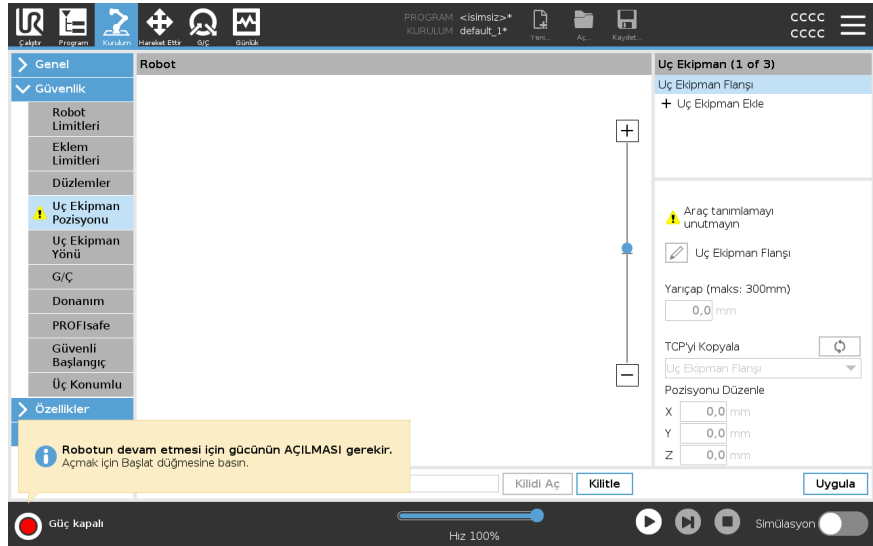 PROGRAM <isimsiz>*
KURULUM default_1*
Çalıştır
Program
Kurulum
Hareket Ettir
G/Ç
Günlük
Yeni...
Aç...
Kaydet...
cccc
cccc
Genel
Güvenlik
Robot
Limitleri
Eklem
Limitleri
Düzlemler
Uç Ekipman
Pozisyonu
Uç Ekipman
Yönü
G/Ç
Donanım
PROFIsafe
Güvenli
Başlangıç
Üç Konumlu
Özellikler
Robot
Uç Ekipman (1 of 3)
Uç Ekipman Flanşı
+ Uç Ekipman Ekle
Araç tanımlamayı
unutmayın
Uç Ekipman Flanşı
Yarıçap (maks: 300mm)
0,0 mm
TCP'yi Kopyala
Uç Ekipman Flanşı
Pozisyonu Düzenle
X 0,0 mm
Y 0,0 mm
Z 0,0 mm
Robotun devam etmesi için gücünün AÇILMASI gerekir.
Açmak için Başlat düğmesine basın.
Kilidi Aç
Kilitle
Uygula
Güç kapalı
Hız 100%
Simülasyon